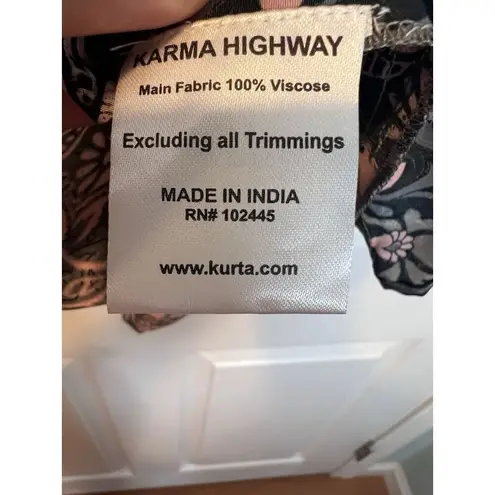 KARMA HIGHWAY
Main Fabric 100% Viscose
Excluding all Trimmings
MADE IN INDIA
RN# 102445
www.kurta.com